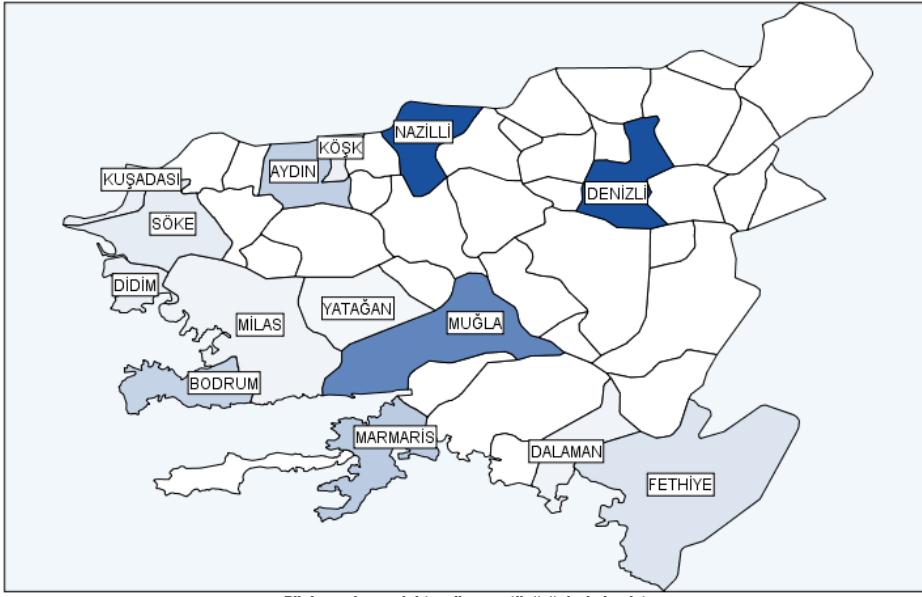 NAZİLLİ
KÖŞK
AYDIN
KUŞADASI
DENİZLİ
SÖKE
DİDİM
YATAĞAN
MİLAS
MUĞLA
BODRUM
MARMARİS
DALAMAN
FETHİYE